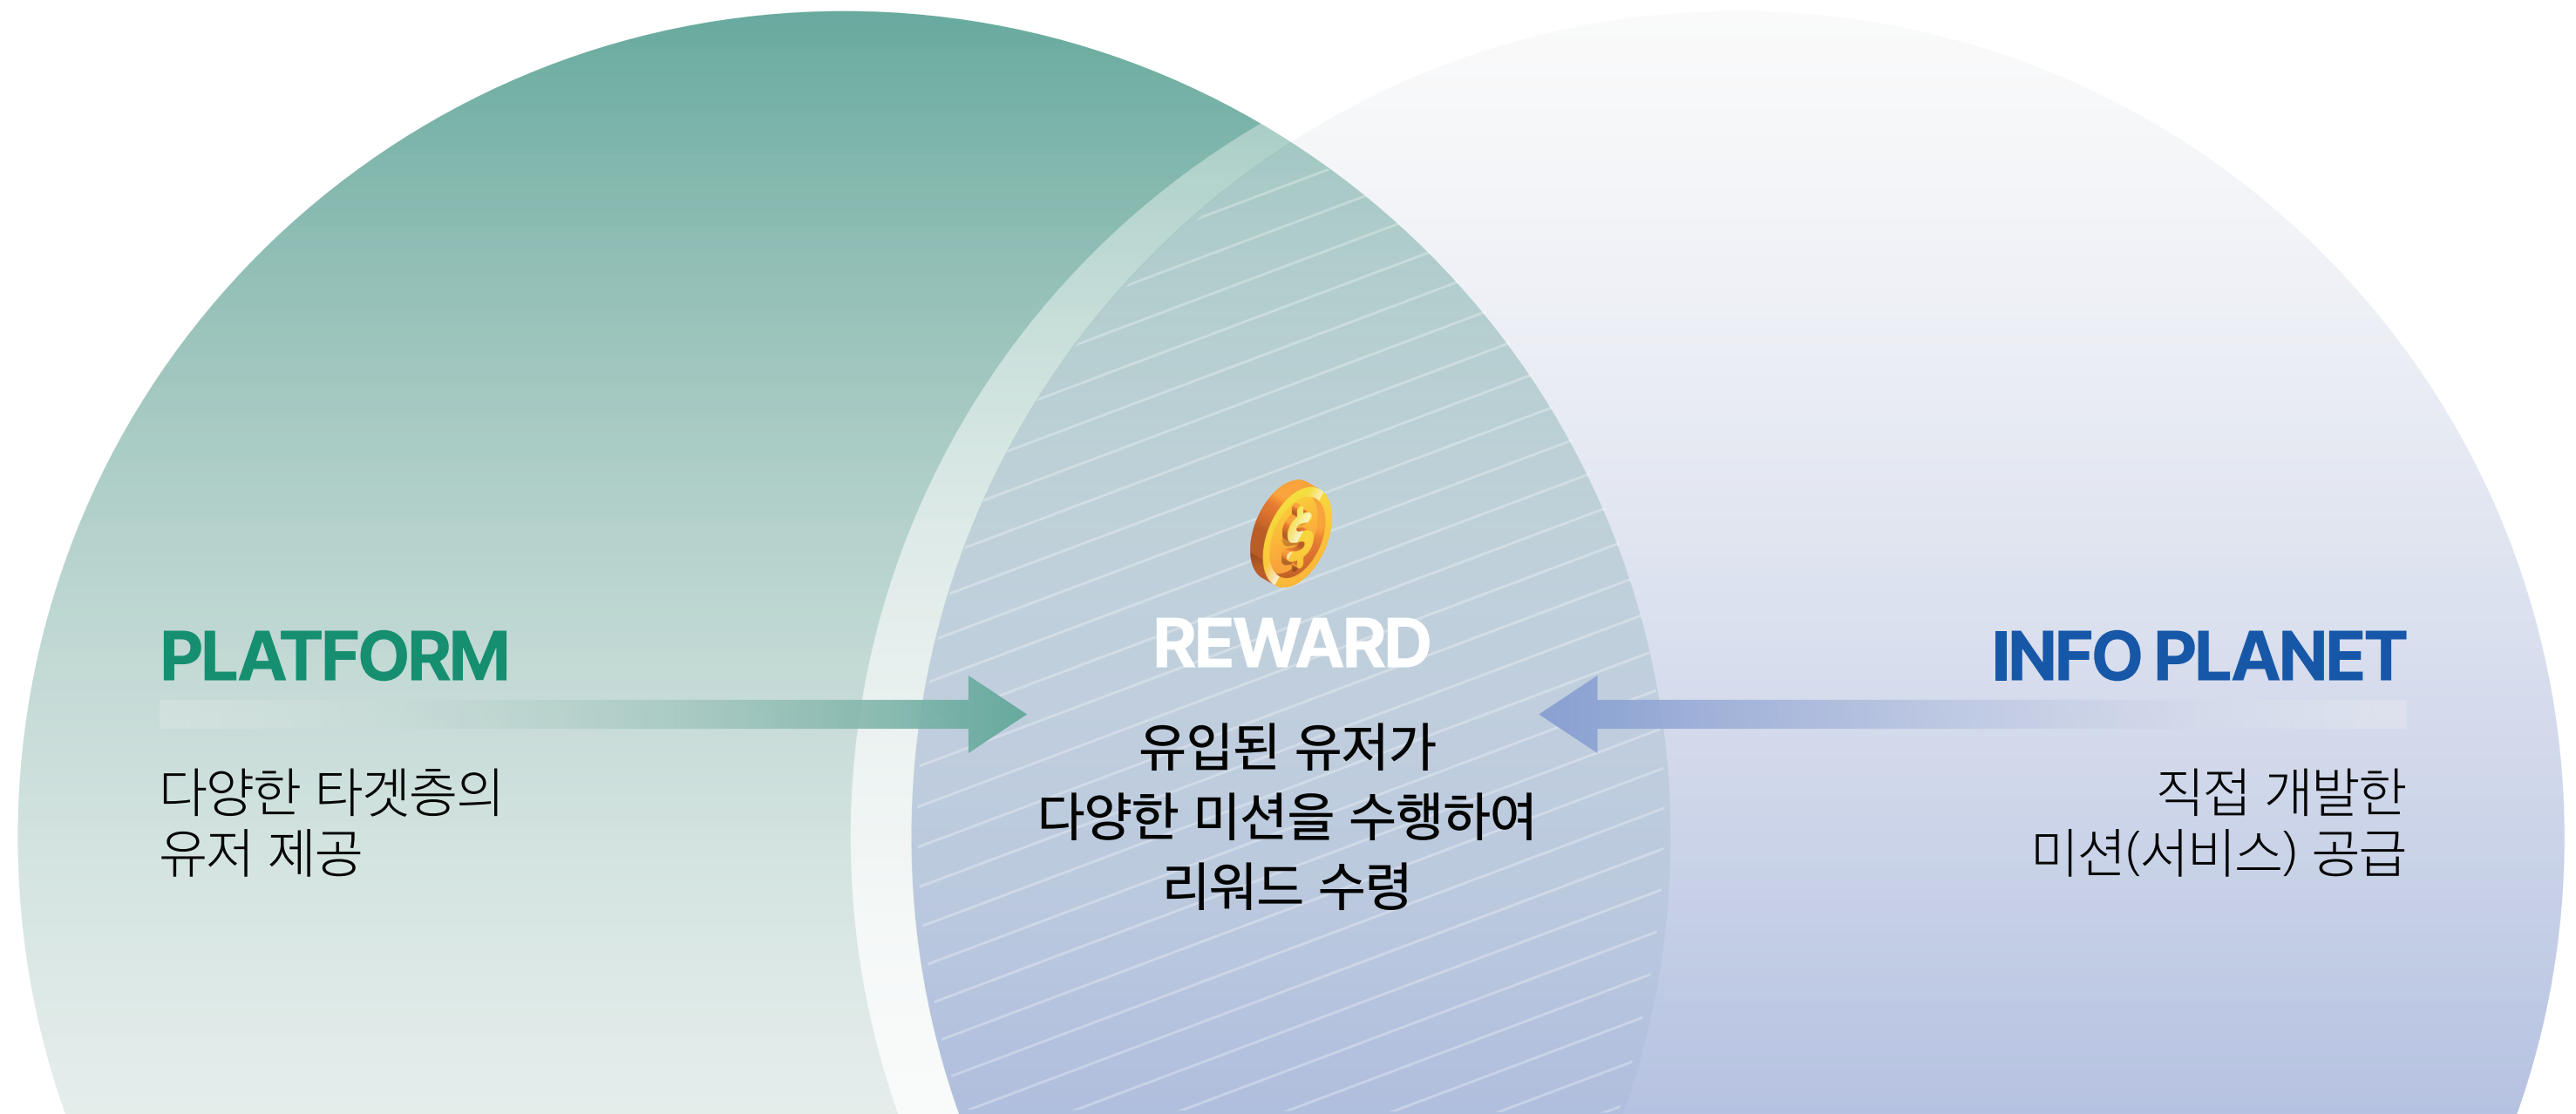 PLATFORM
다양한 타겟층의
유저 제공
REWARD
유입된 유저가
다양한 미션을 수행하여
리워드 수령
INFO PLANET
직접 개발한
미션(서비스) 공급